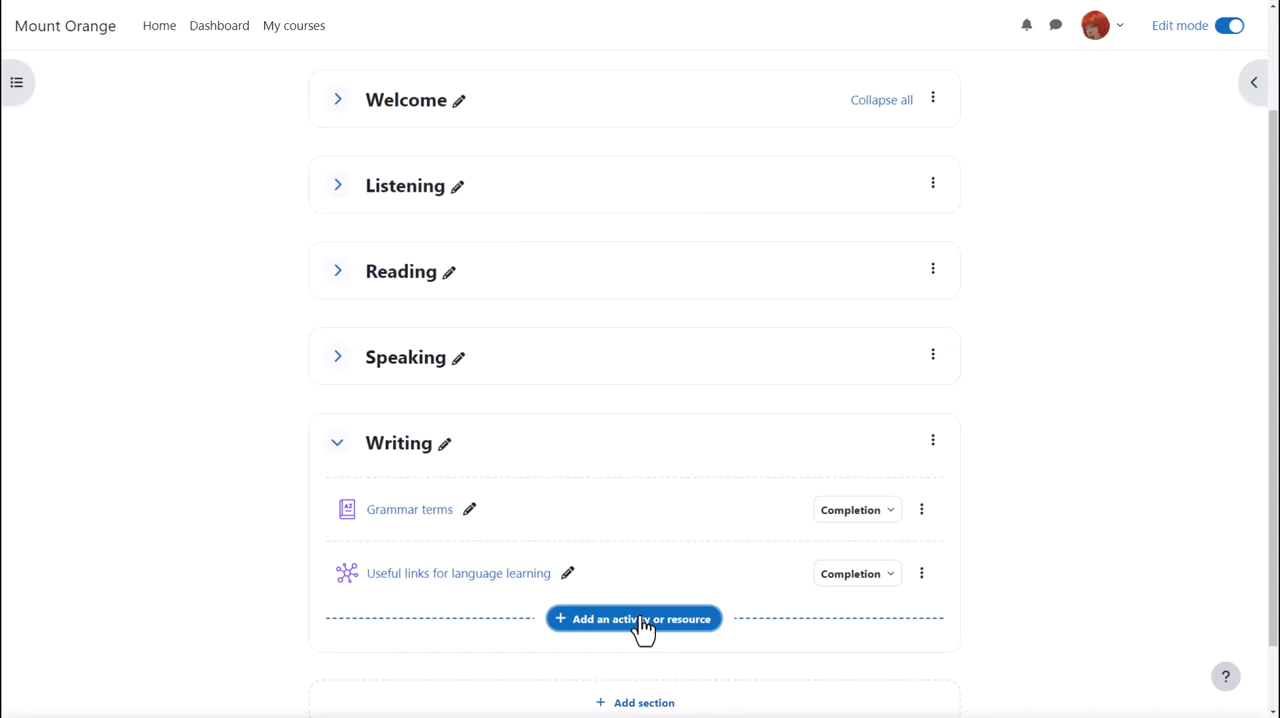 Mount Orange Home Dashboard My courses Edit mode
Welcome Collapse all
Listening
Reading
Speaking
Writing
AZ Grammar terms Completion
Useful links for language learning Completion
+ Add an activity or resource
+ Add section
?